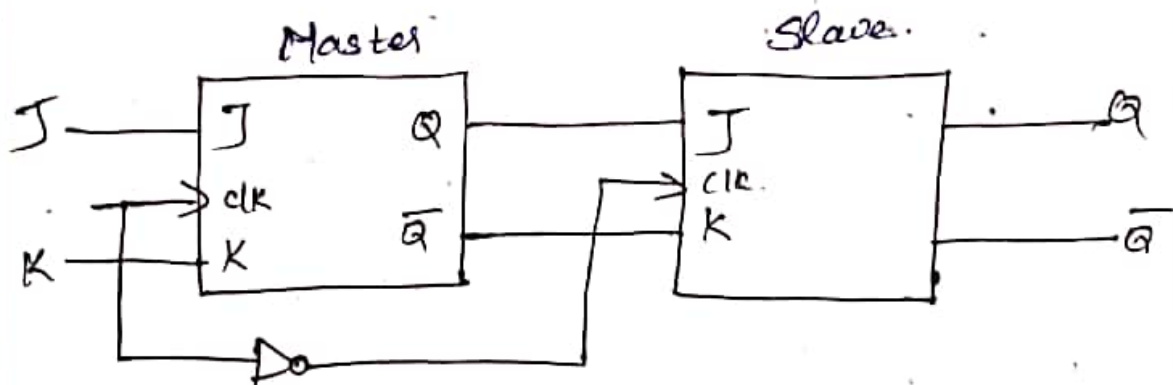 Master Slave.
J J Q J Q
clk clk.
K K Q̅ K Q̅